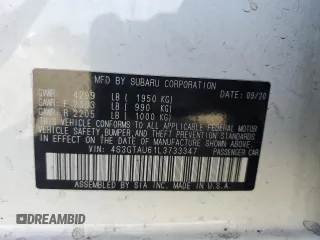 MFD BY SUBARU CORPORATION
DATE: 09/20
GVWR: 4299 LB ( 1950 KG)
GAWR: F 2183 LB ( 990 KG)
GAWR: R 2205 LB ( 1000 KG)
THIS VEHICLE CONFORMS TO ALL APPLICABLE FEDERAL MOTOR
VEHICLE SAFETY, BUMPER, AND THEFT PREVENTION STANDARDS
IN EFFECT ON THE DATE OF MANUFACTURE SHOWN ABOVE.
VIN: 4S3GTAU61L3733347 PASSENGER CAR
ASSEMBLED BY SIA, INC. MADE IN U.S.A.
BIDFAX.INFO